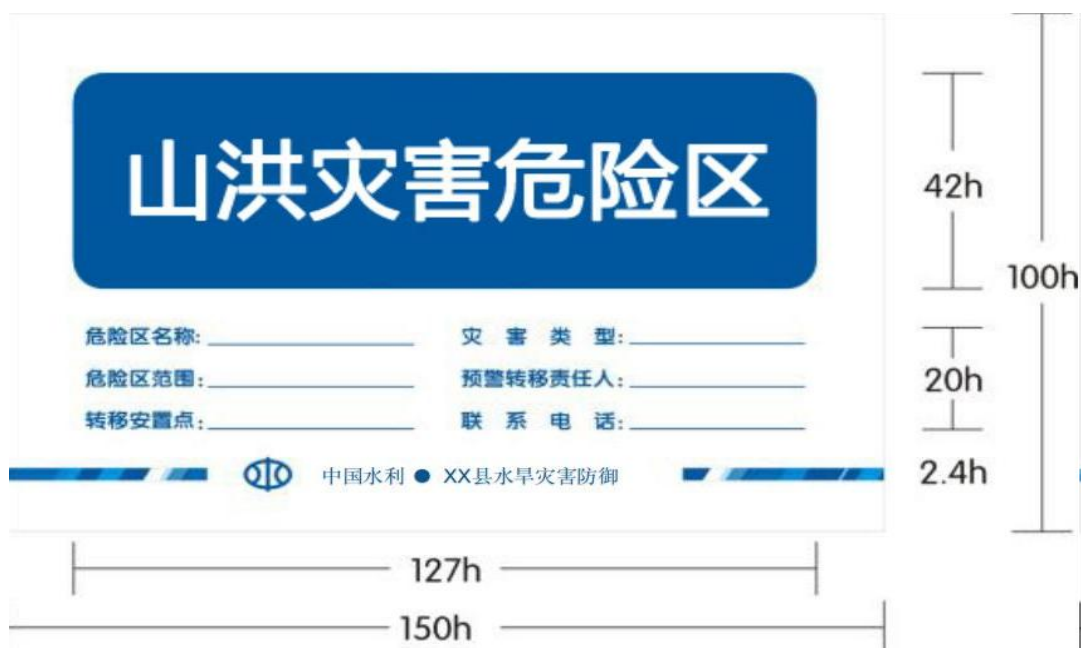 山洪灾害危险区
42h
100h
危险区名称:
灾害类型:
危险区范围:
预警转移责任人:
20h
转移安置点:
联系电话:
中国水利 ● XX县水旱灾害防御
2.4h
127h
150h